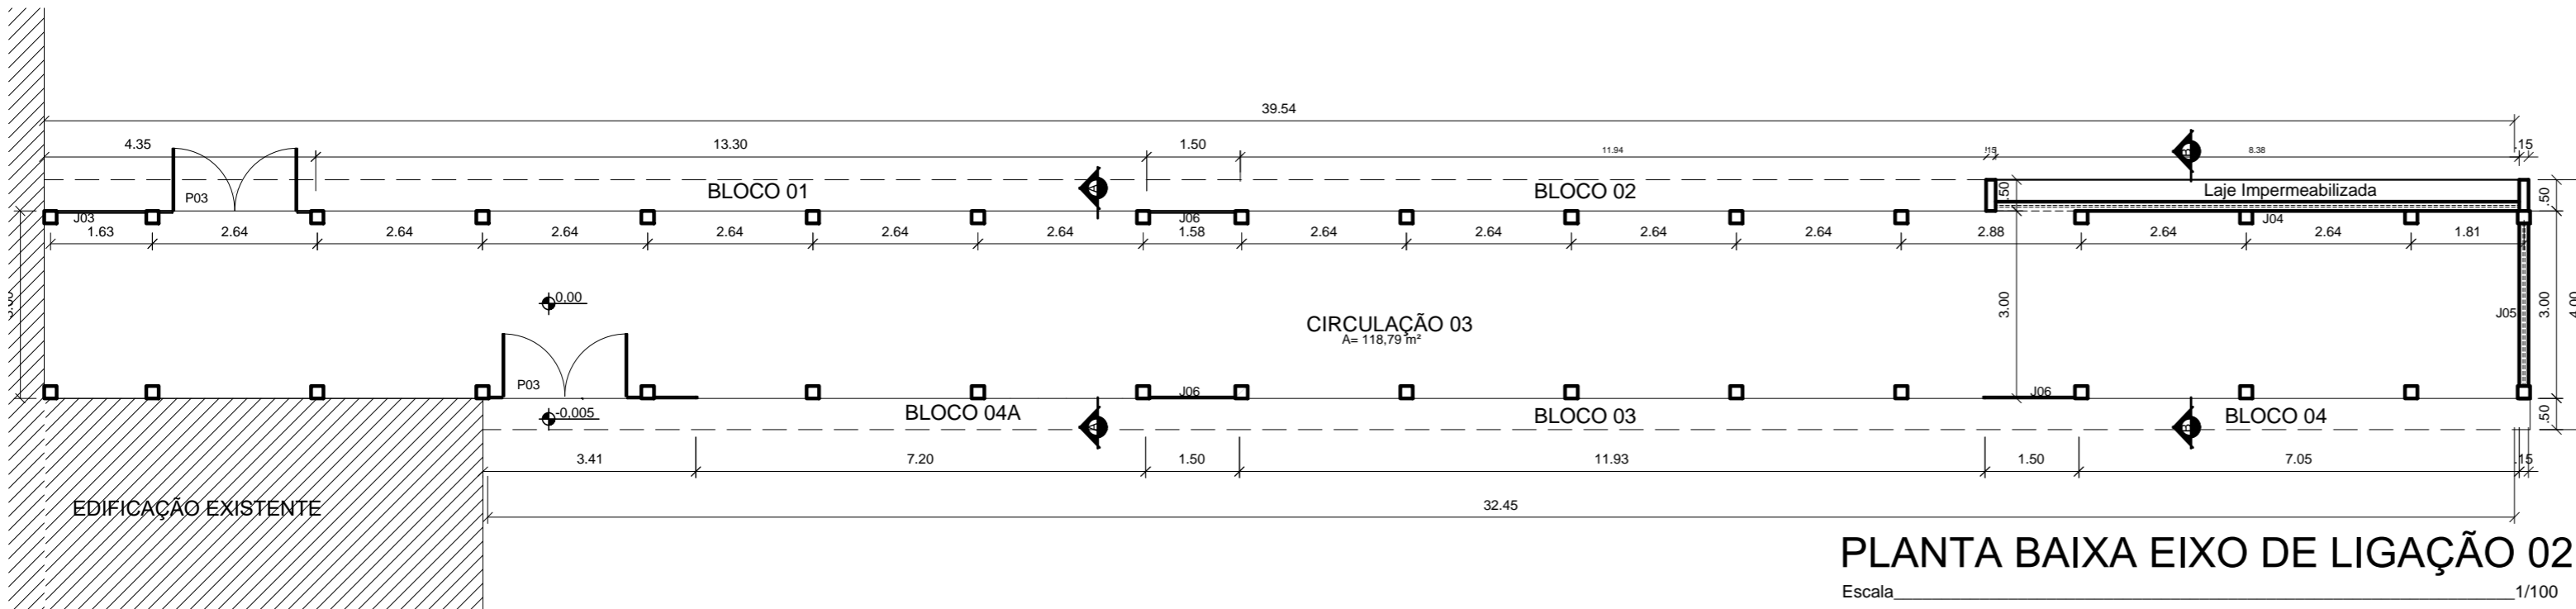 39.54
4.35
13.30
1.50
11.94
.15
8.38
.15
P03
BLOCO 01
A
BLOCO 02
.50
B
Laje Impermeabilizada
.50
J03
J06
J04
1.63
2.64
2.64
2.64
2.64
2.64
2.64
1.58
2.64
2.64
2.64
2.64
2.88
2.64
2.64
1.81
0,00
CIRCULAÇÃO 03
A= 118,79 m²
3.00
J05
3.00
4.00
P03
-0,005
BLOCO 04A
A
J06
BLOCO 03
J06
B
BLOCO 04
.50
3.41
7.20
1.50
11.93
1.50
7.05
.15
EDIFICAÇÃO EXISTENTE
32.45
PLANTA BAIXA EIXO DE LIGAÇÃO 02
Escala 1/100